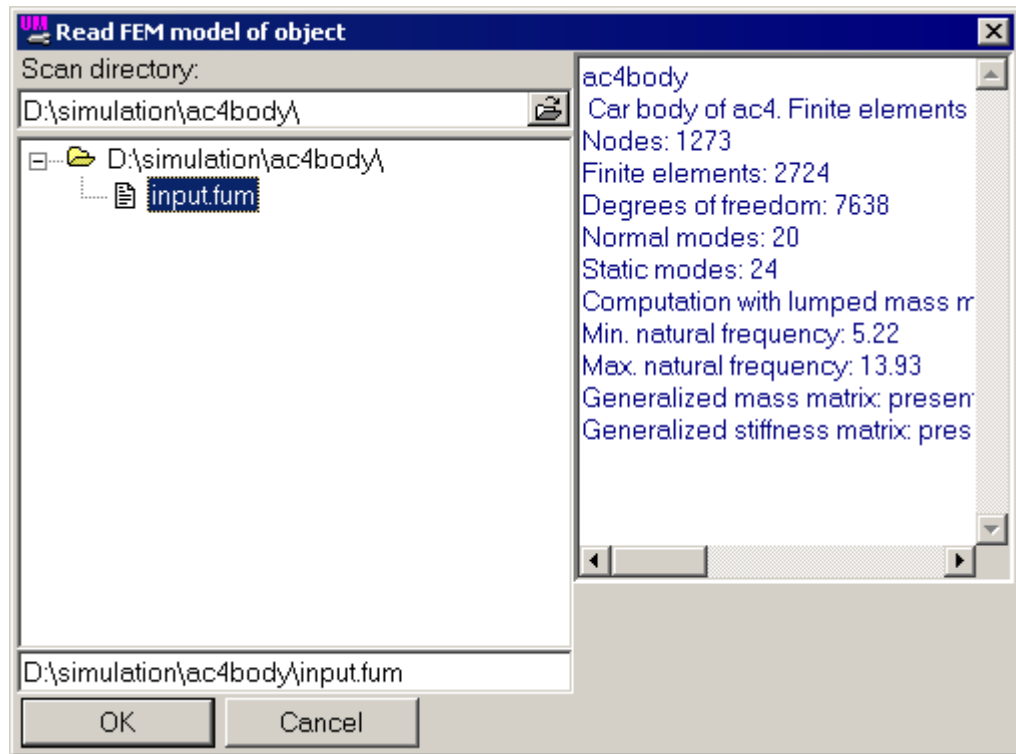 UM Read FEM model of object
Scan directory:
D:\simulation\ac4body\
D:\simulation\ac4body\
input.fum
D:\simulation\ac4body\input.fum
OK Cancel
ac4body
Car body of ac4. Finite elements
Nodes: 1273
Finite elements: 2724
Degrees of freedom: 7638
Normal modes: 20
Static modes: 24
Computation with lumped mass m
Min. natural frequency: 5.22
Max. natural frequency: 13.93
Generalized mass matrix: presen
Generalized stiffness matrix: pres